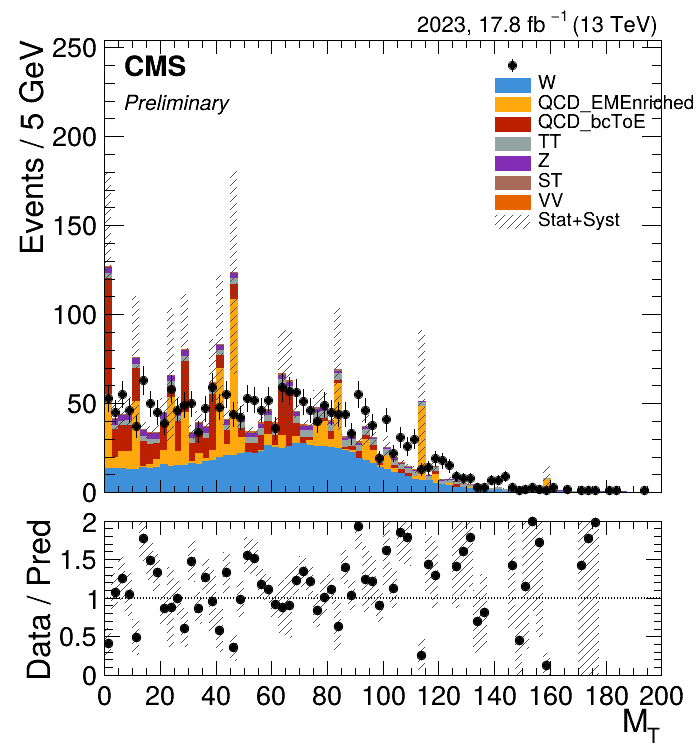 2023, 17.8 fb⁻¹ (13 TeV)
CMS
Preliminary
W
QCD_EMEnriched
QCD_bcToE
TT
Z
ST
VV
Stat+Syst
Events / 5 GeV
250
200
150
100
50
0
Data / Pred
2
1.5
1
0.5
0
0 20 40 60 80 100 120 140 160 180 200
M_T